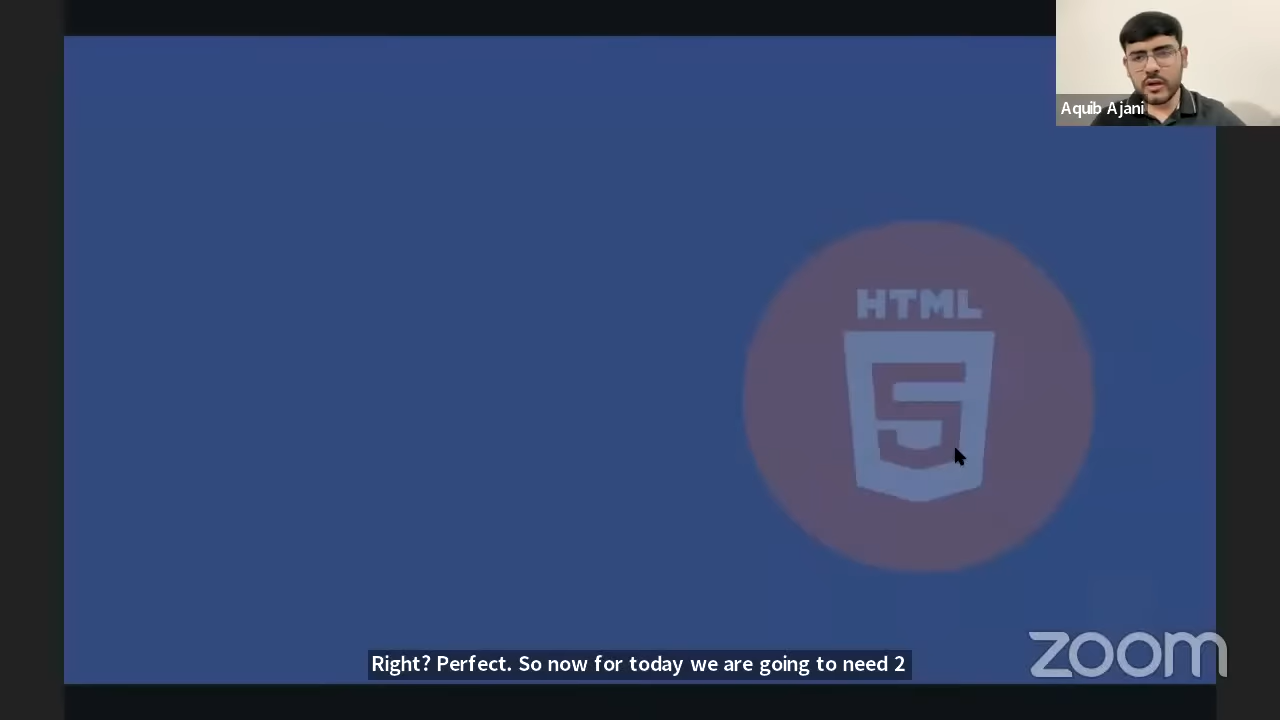 Aquib Ajani
HTML
5
Right? Perfect. So now for today we are going to need 2
zoom